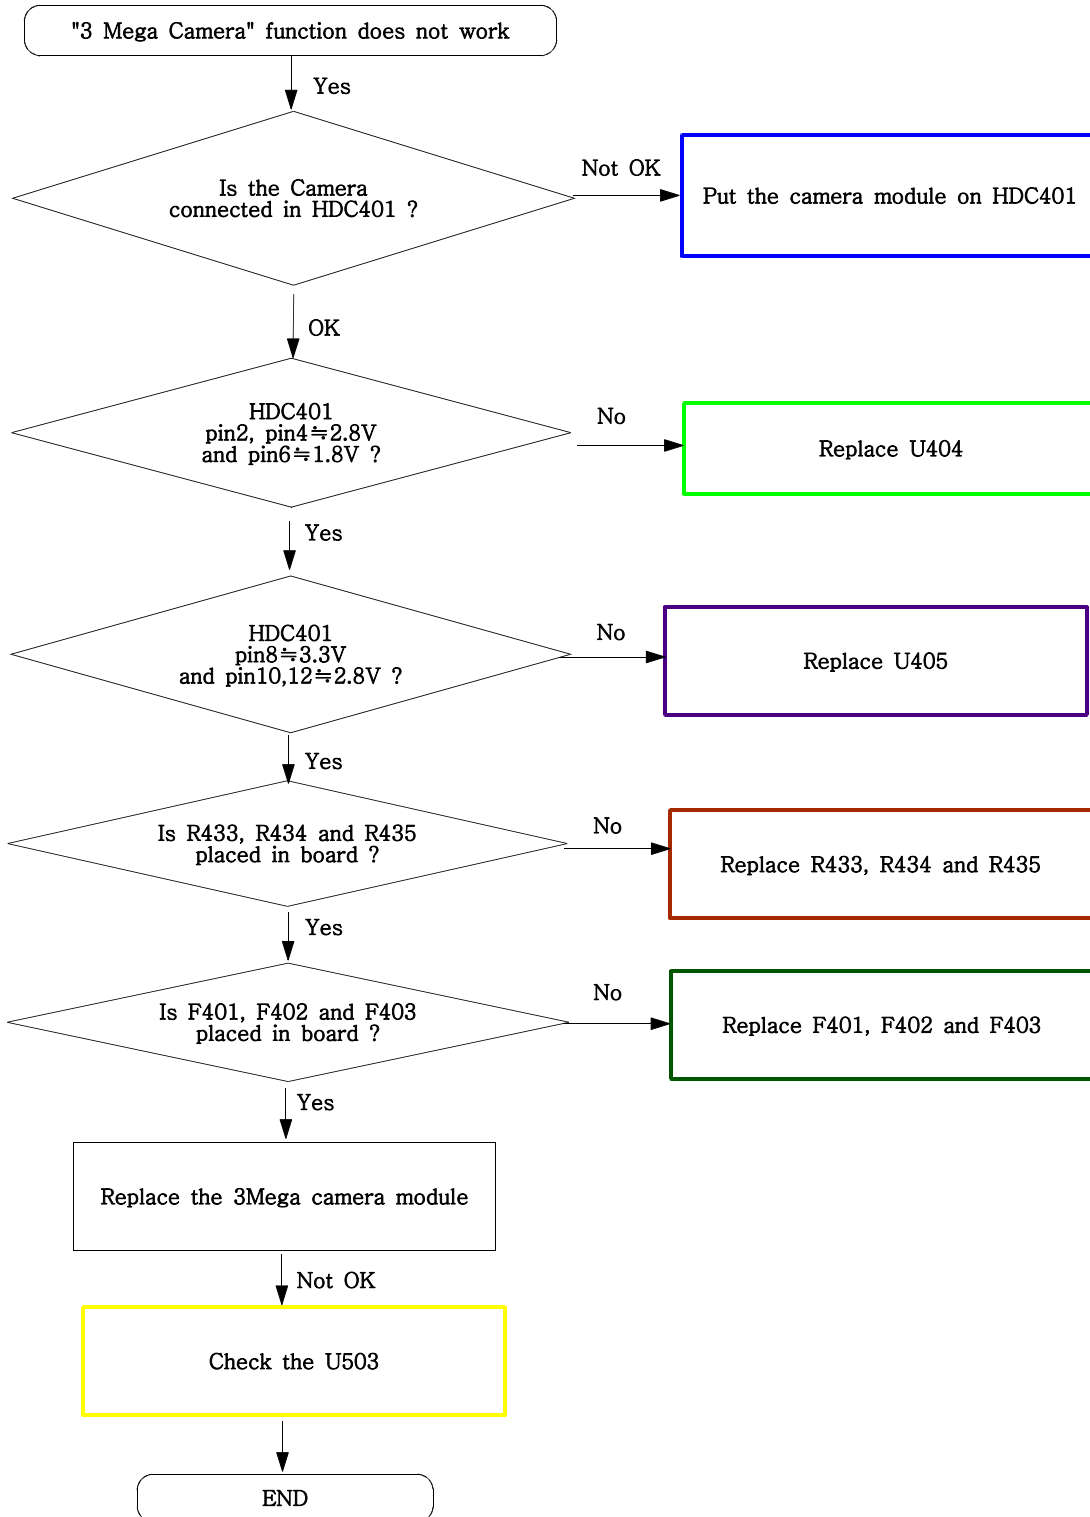 "3 Mega Camera" function does not work
Yes
Is the Camera
connected in HDC401 ?
Not OK
Put the camera module on HDC401
OK
HDC401
pin2, pin4≒2.8V
and pin6≒1.8V ?
No
Replace U404
Yes
HDC401
pin8≒3.3V
and pin10,12≒2.8V ?
No
Replace U405
Yes
Is R433, R434 and R435
placed in board ?
No
Replace R433, R434 and R435
Yes
Is F401, F402 and F403
placed in board ?
No
Replace F401, F402 and F403
Yes
Replace the 3Mega camera module
Not OK
Check the U503
END